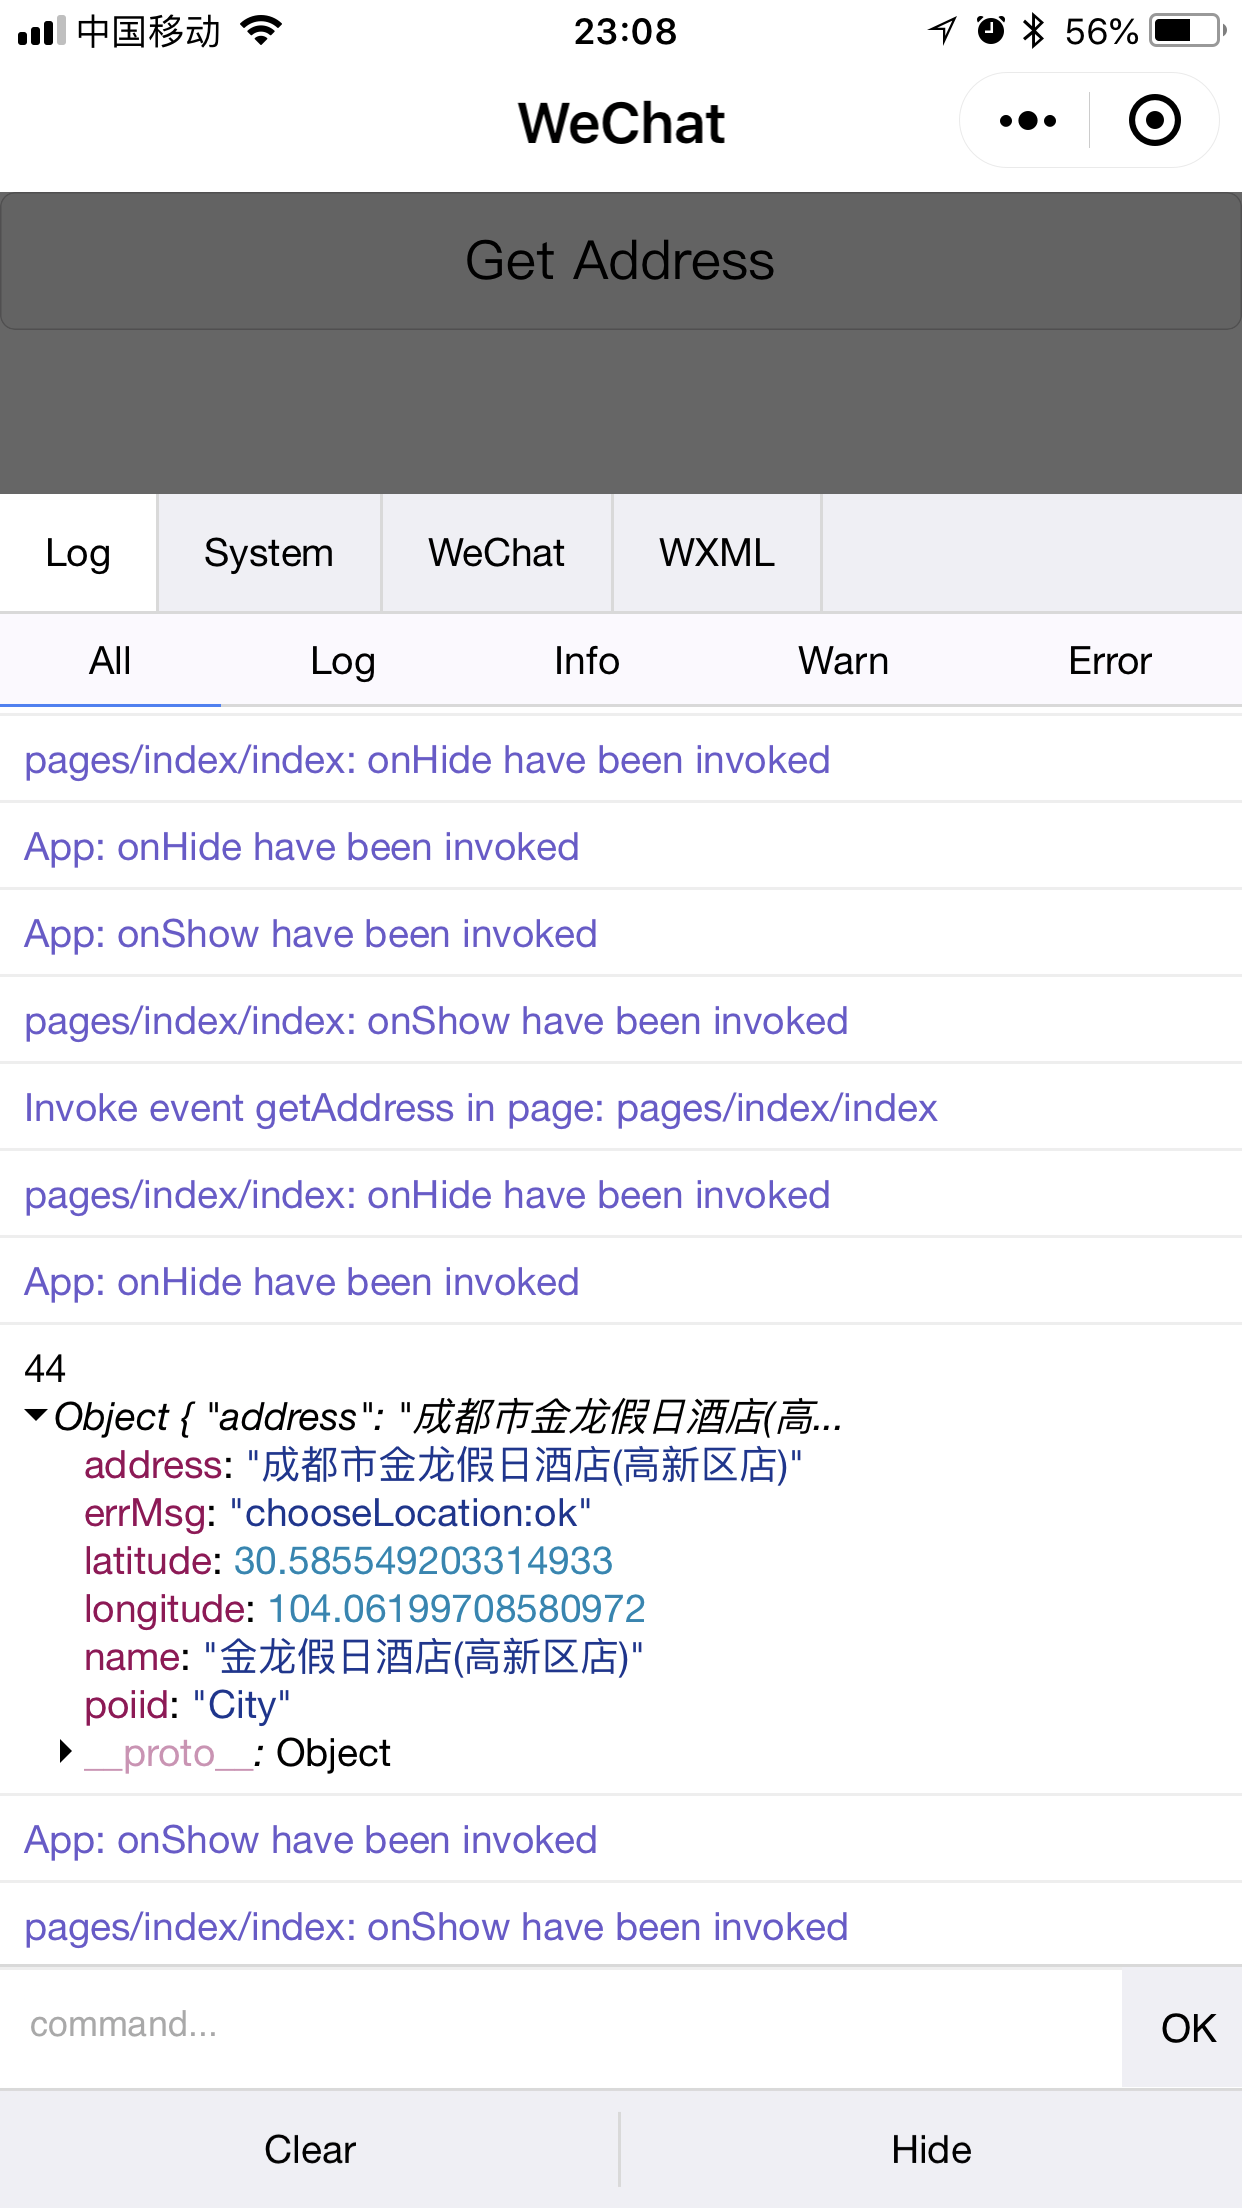 中国移动 23:08 56%
WeChat
Get Address
Log System WeChat WXML
All Log Info Warn Error
pages/index/index: onHide have been invoked
App: onHide have been invoked
App: onShow have been invoked
pages/index/index: onShow have been invoked
Invoke event getAddress in page: pages/index/index
pages/index/index: onHide have been invoked
App: onHide have been invoked
44
Object { "address": "成都市金龙假日酒店(高...
address: "成都市金龙假日酒店(高新区店)"
errMsg: "chooseLocation:ok"
latitude: 30.585549203314933
longitude: 104.06199708580972
name: "金龙假日酒店(高新区店)"
poiid: "City"
__proto__: Object
App: onShow have been invoked
pages/index/index: onShow have been invoked
command... OK
Clear Hide